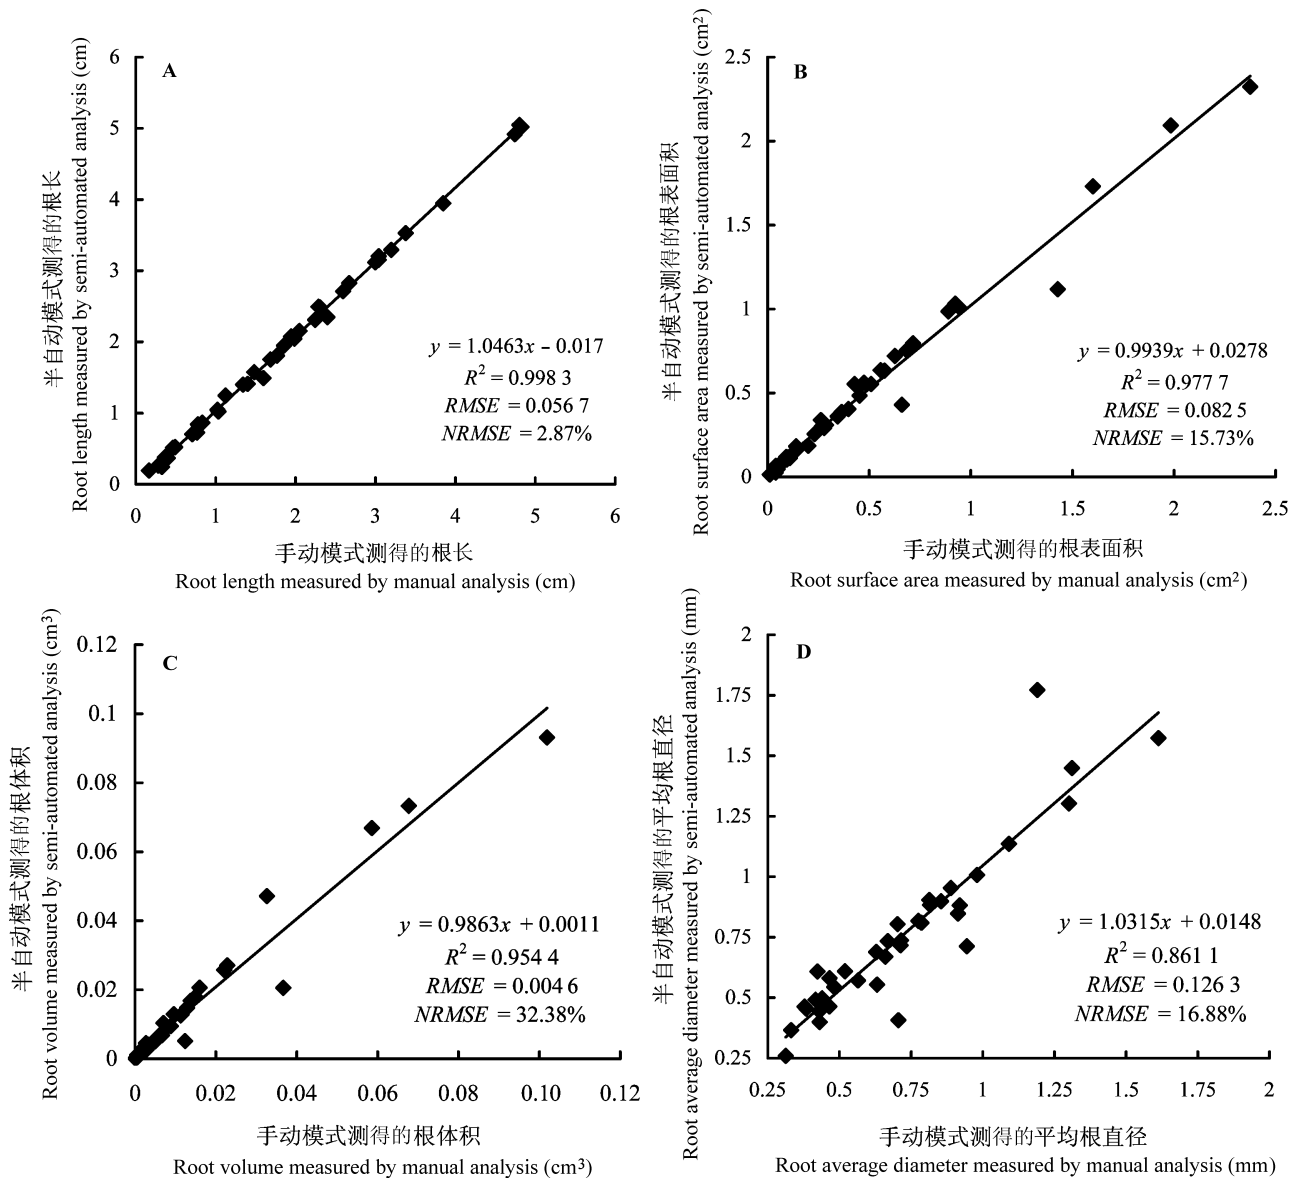 A
半自动模式测得的根长
Root length measured by semi-automated analysis (cm)
6
5
4
3
2
1
0
y = 1.0463x – 0.017
R² = 0.998 3
RMSE = 0.056 7
NRMSE = 2.87%
0 1 2 3 4 5 6
手动模式测得的根长
Root length measured by manual analysis (cm)
B
半自动模式测得的根表面积
Root surface area measured by semi-automated analysis (cm²)
2.5
2
1.5
1
0.5
0
y = 0.9939x + 0.0278
R² = 0.977 7
RMSE = 0.082 5
NRMSE = 15.73%
0 0.5 1 1.5 2 2.5
手动模式测得的根表面积
Root surface area measured by manual analysis (cm²)
C
半自动模式测得的根体积
Root volume measured by semi-automated analysis (cm³)
0.12
0.1
0.08
0.06
0.04
0.02
0
y = 0.9863x + 0.0011
R² = 0.954 4
RMSE = 0.004 6
NRMSE = 32.38%
0 0.02 0.04 0.06 0.08 0.10 0.12
手动模式测得的根体积
Root volume measured by manual analysis (cm³)
D
半自动模式测得的平均根直径
Root average diameter measured by semi-automated analysis (mm)
2
1.75
1.5
1.25
1
0.75
0.5
0.25
y = 1.0315x + 0.0148
R² = 0.861 1
RMSE = 0.126 3
NRMSE = 16.88%
0.25 0.5 0.75 1 1.25 1.5 1.75 2
手动模式测得的平均根直径
Root average diameter measured by manual analysis (mm)